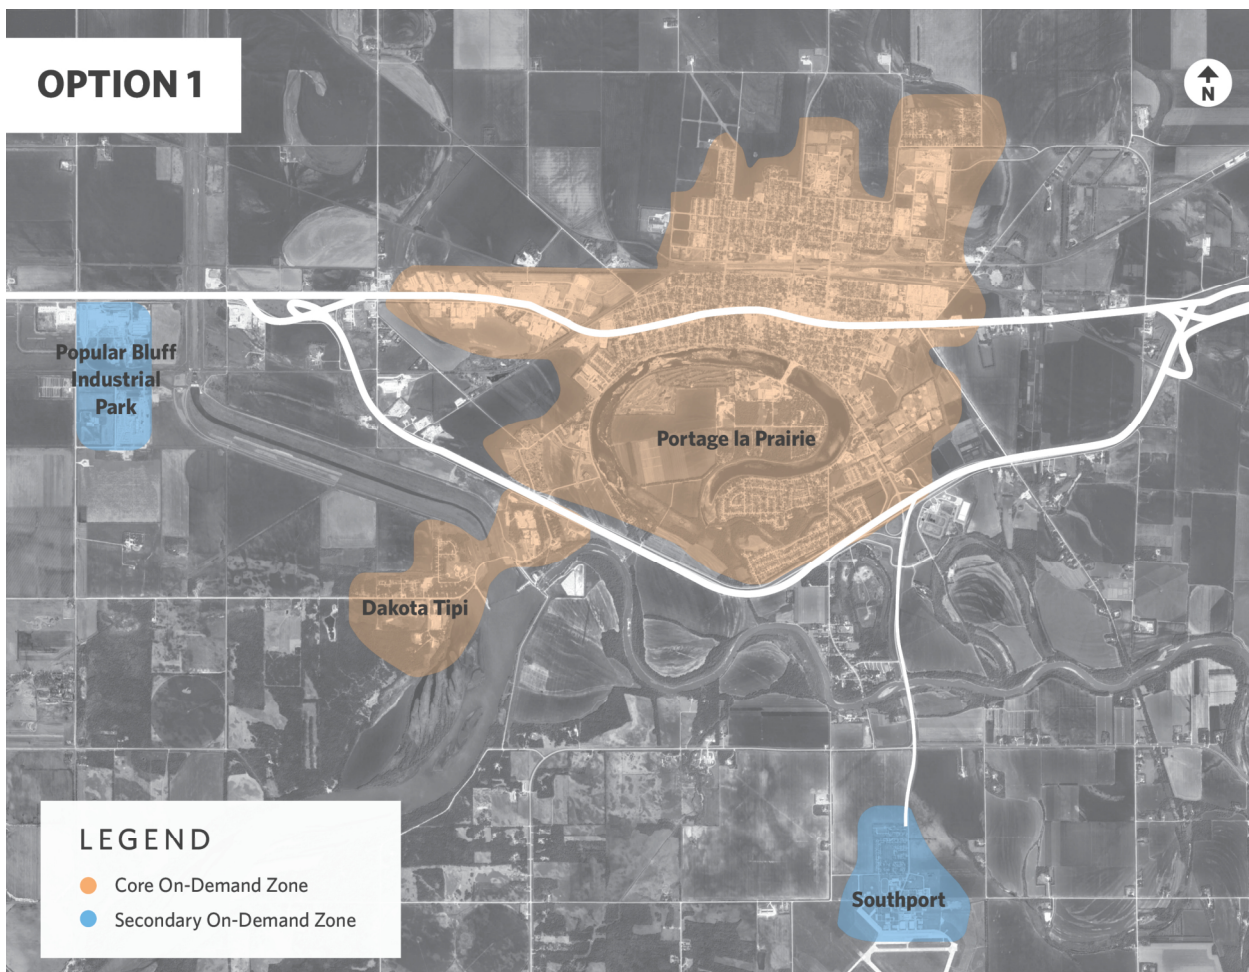 OPTION 1
N
Popular Bluff
Industrial
Park
Portage la Prairie
Dakota Tipi
LEGEND
Core On-Demand Zone
Secondary On-Demand Zone
Southport